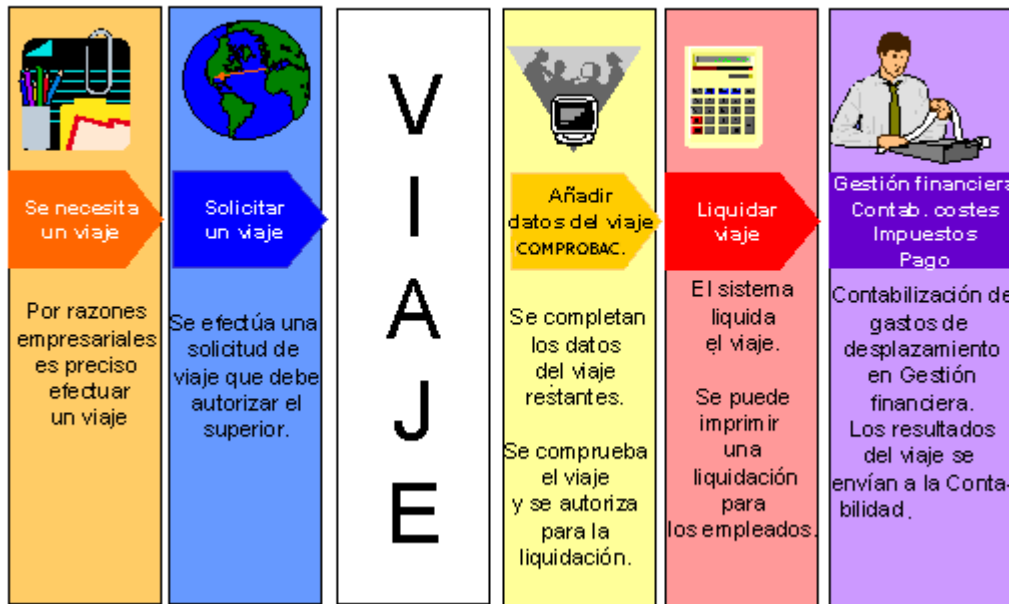 Se necesita
un viaje
Por razones
empresariales
es preciso
efectuar
un viaje
Solicitar
un viaje
Se efectúa una
solicitud de
viaje que debe
autorizar el
superior.
V
I
A
J
E
Añadir
datos del viaje
COMPROBAC.
Se completan
los datos
del viaje
restantes.
Se comprueba
el viaje
y se autoriza
para la
liquidación.
Liquidar
viaje
El sistema
liquida
el viaje.
Se puede
imprimir
una
liquidación
para
los empleados.
Gestión financiera
Contab. costes
Impuestos
Pago
Contabilización de
gastos de
desplazamiento
en Gestión
financiera.
Los resultados
del viaje se
envían a la Conta-
bilidad.